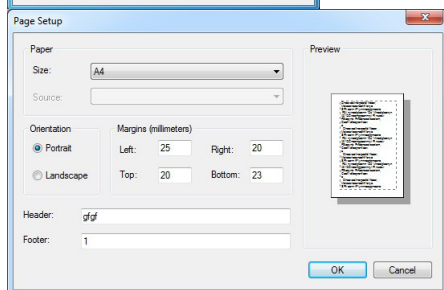 Page Setup
Paper
Size: A4
Source:
Orientation
Portrait
Landscape
Margins (millimeters)
Left: 25 Right: 20
Top: 20 Bottom: 23
Preview
Header: gfgf
Footer: 1
OK Cancel